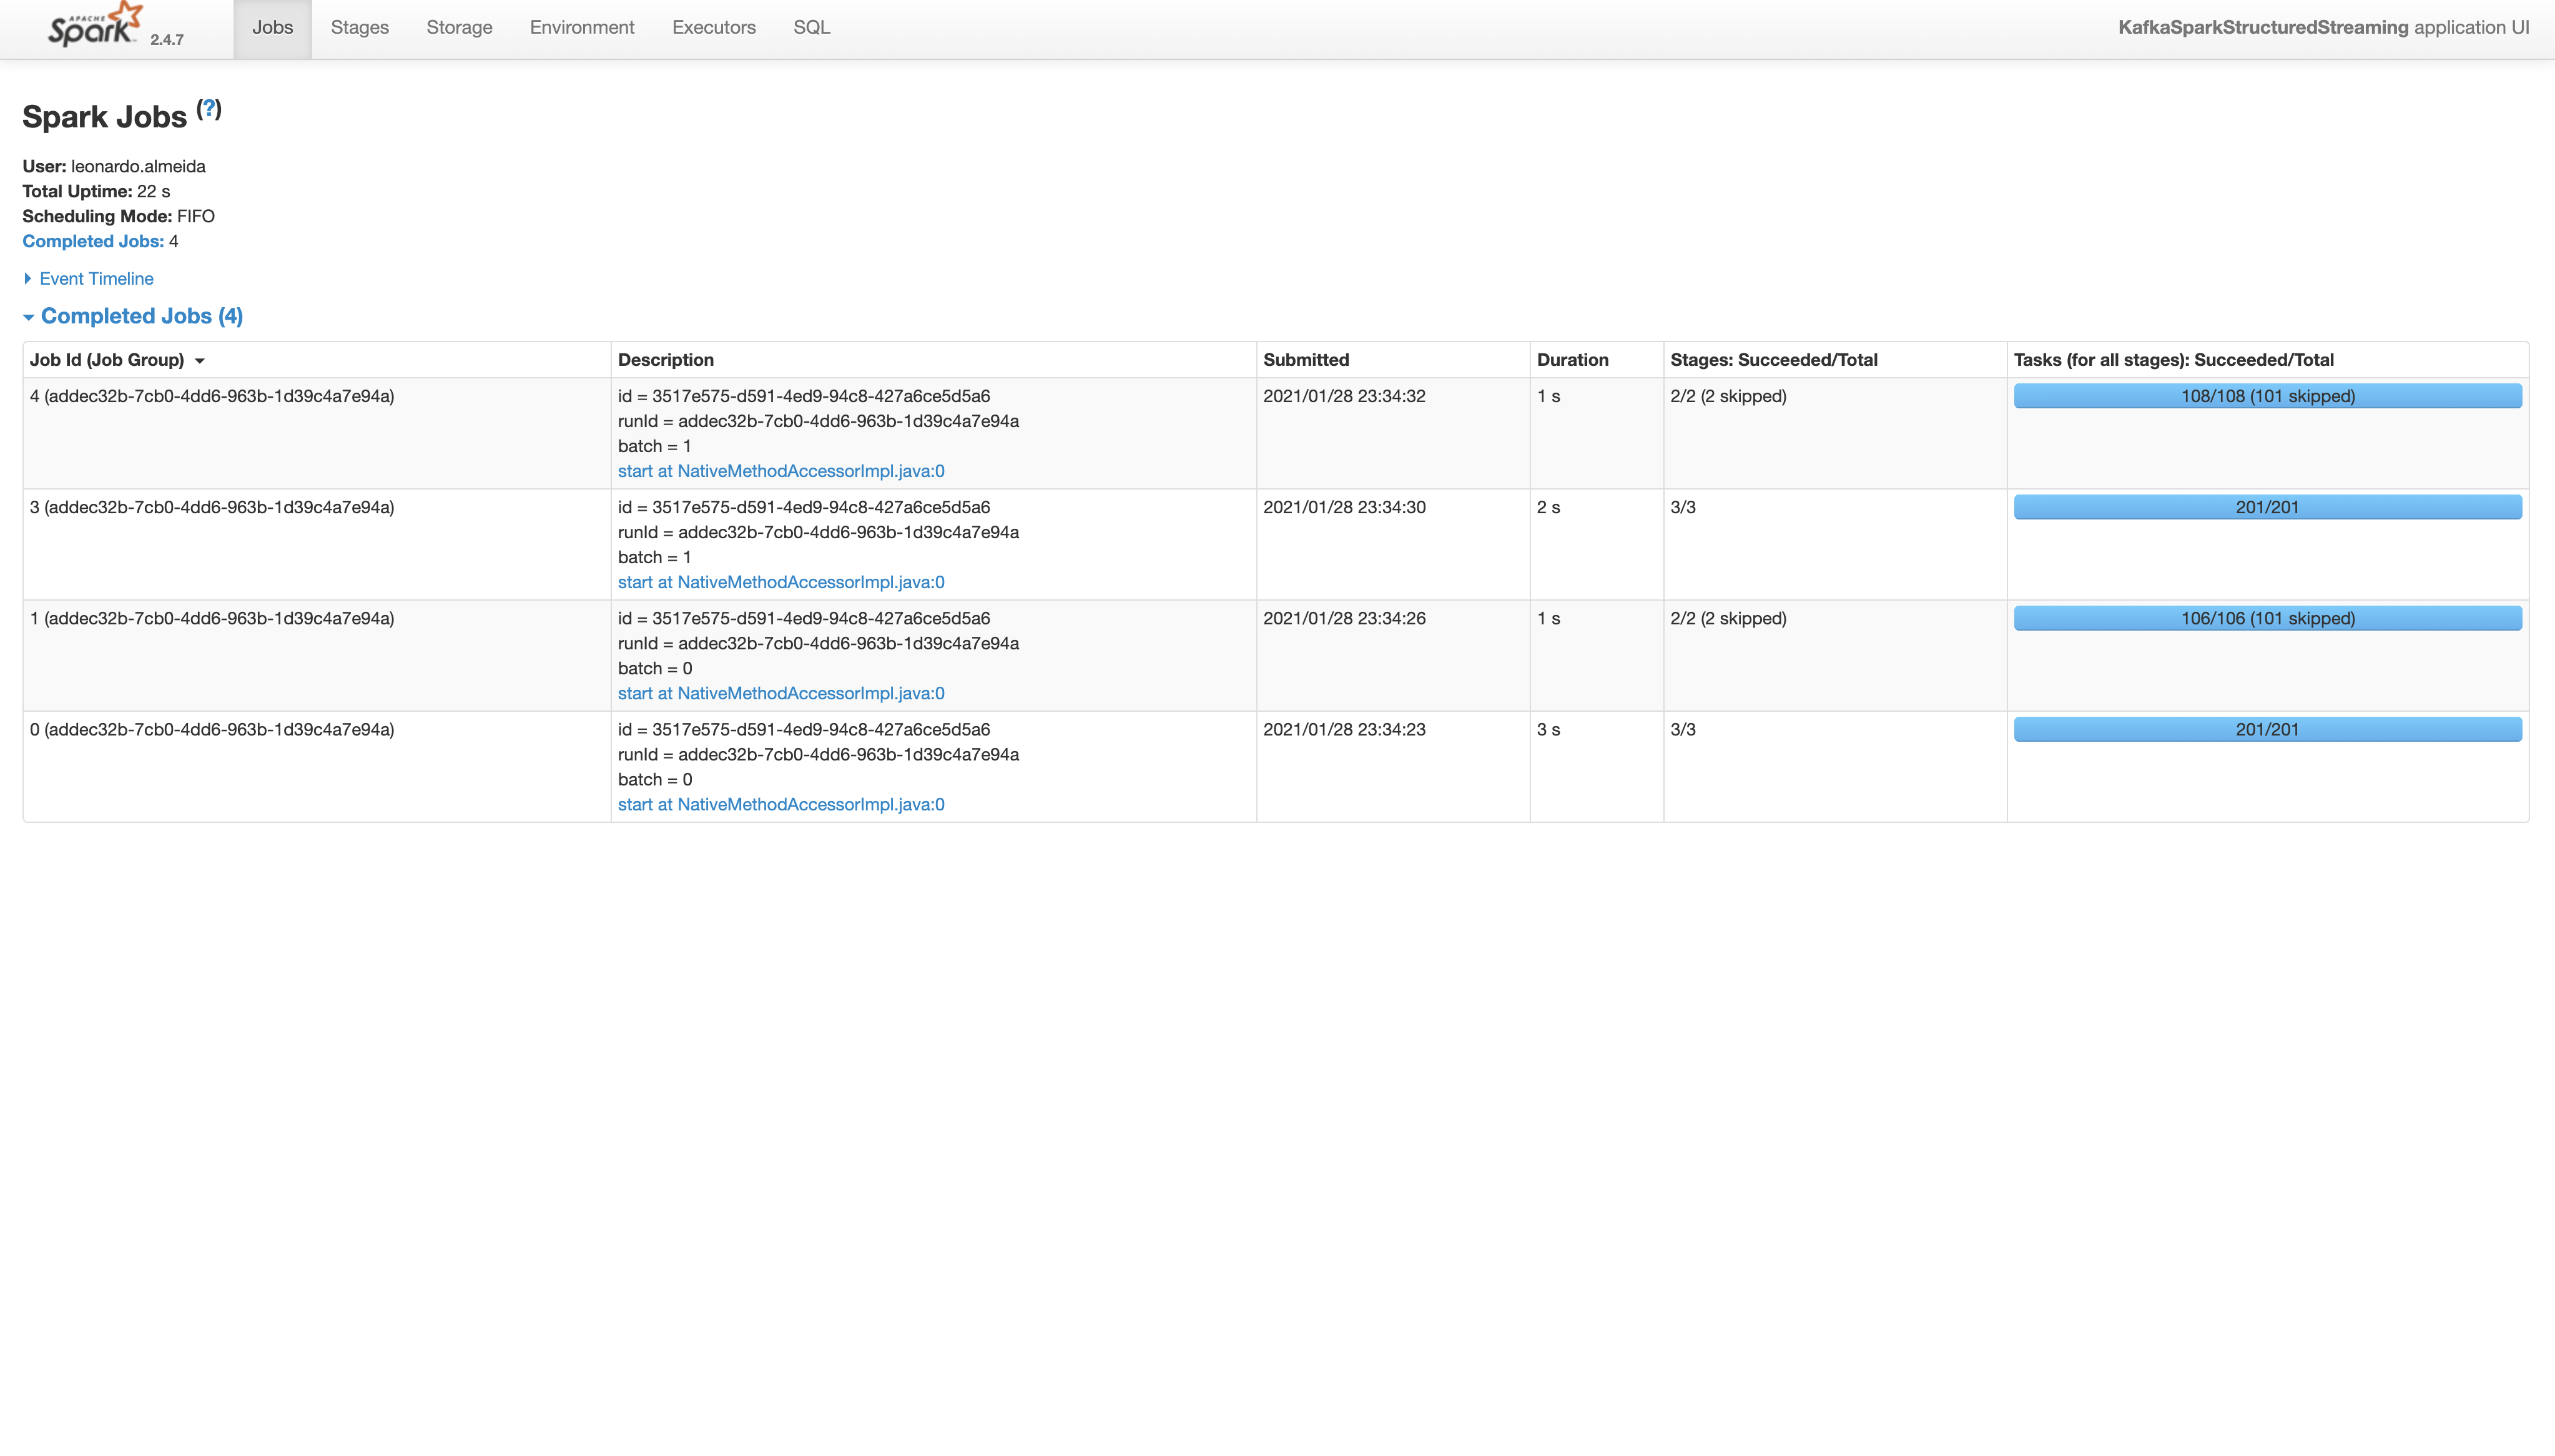 APACHE Spark 2.4.7 Jobs Stages Storage Environment Executors SQL KafkaSparkStructuredStreaming application UI
Spark Jobs (?)
User: leonardo.almeida
Total Uptime: 22 s
Scheduling Mode: FIFO
Completed Jobs: 4
Event Timeline
Completed Jobs (4)
Job Id (Job Group) Description Submitted Duration Stages: Succeeded/Total Tasks (for all stages): Succeeded/Total
4 (addec32b-7cb0-4dd6-963b-1d39c4a7e94a) id = 3517e575-d591-4ed9-94c8-427a6ce5d5a6 2021/01/28 23:34:32 1 s 2/2 (2 skipped) 108/108 (101 skipped)
runId = addec32b-7cb0-4dd6-963b-1d39c4a7e94a
batch = 1
start at NativeMethodAccessorImpl.java:0
3 (addec32b-7cb0-4dd6-963b-1d39c4a7e94a) id = 3517e575-d591-4ed9-94c8-427a6ce5d5a6 2021/01/28 23:34:30 2 s 3/3 201/201
runId = addec32b-7cb0-4dd6-963b-1d39c4a7e94a
batch = 1
start at NativeMethodAccessorImpl.java:0
1 (addec32b-7cb0-4dd6-963b-1d39c4a7e94a) id = 3517e575-d591-4ed9-94c8-427a6ce5d5a6 2021/01/28 23:34:26 1 s 2/2 (2 skipped) 106/106 (101 skipped)
runId = addec32b-7cb0-4dd6-963b-1d39c4a7e94a
batch = 0
start at NativeMethodAccessorImpl.java:0
0 (addec32b-7cb0-4dd6-963b-1d39c4a7e94a) id = 3517e575-d591-4ed9-94c8-427a6ce5d5a6 2021/01/28 23:34:23 3 s 3/3 201/201
runId = addec32b-7cb0-4dd6-963b-1d39c4a7e94a
batch = 0
start at NativeMethodAccessorImpl.java:0